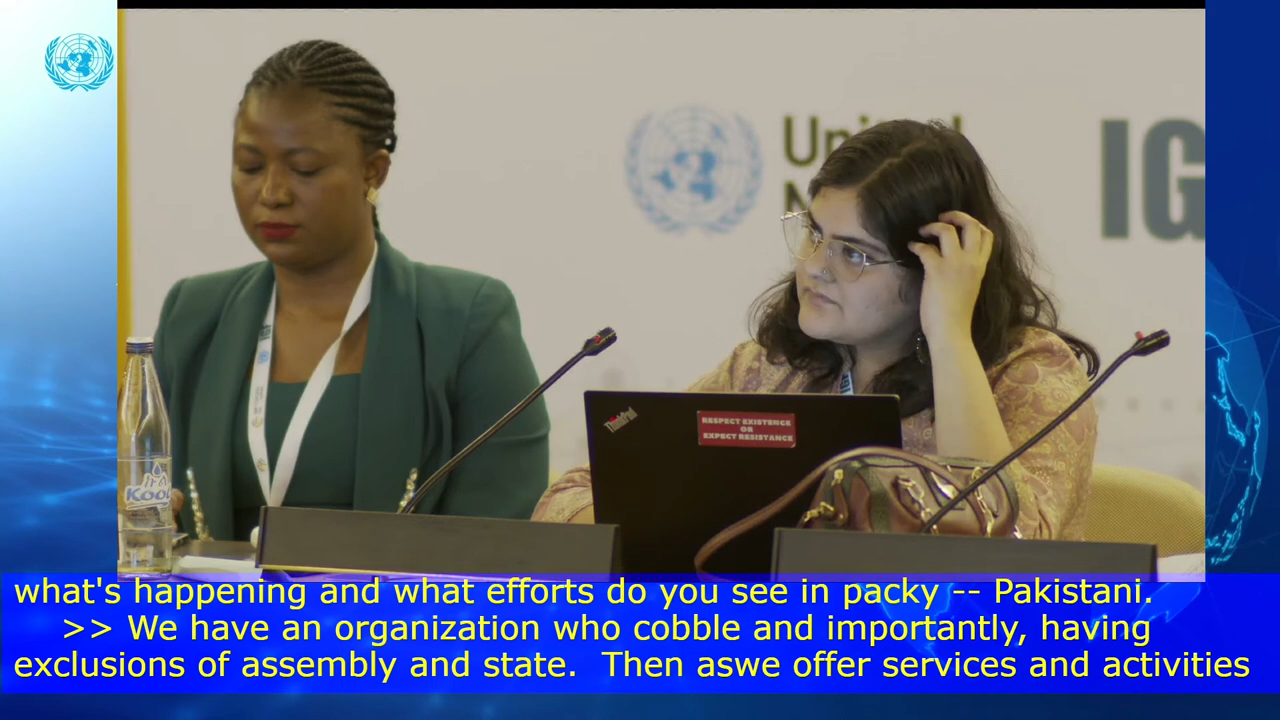 IG
ThinkPad
RESPECT EXISTENCE
OR
EXPECT RESISTANCE
Kool
what's happening and what efforts do you see in packy -- Pakistani.
>> We have an organization who cobble and importantly, having
exclusions of assembly and state.  Then aswe offer services and activities